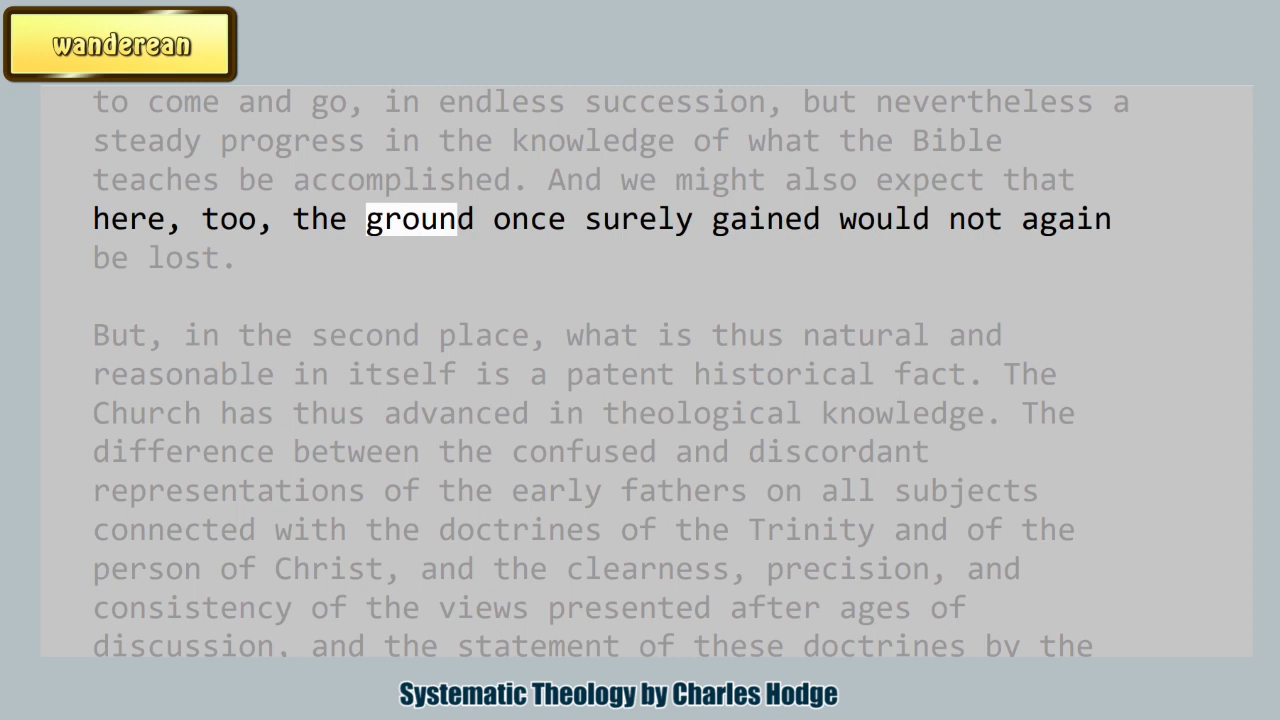 wanderean
to come and go, in endless succession, but nevertheless a
steady progress in the knowledge of what the Bible
teaches be accomplished. And we might also expect that
here, too, the ground once surely gained would not again
be lost.
But, in the second place, what is thus natural and
reasonable in itself is a patent historical fact. The
Church has thus advanced in theological knowledge. The
difference between the confused and discordant
representations of the early fathers on all subjects
connected with the doctrines of the Trinity and of the
person of Christ, and the clearness, precision, and
consistency of the views presented after ages of
discussion, and the statement of these doctrines by the
Systematic Theology by Charles Hodge